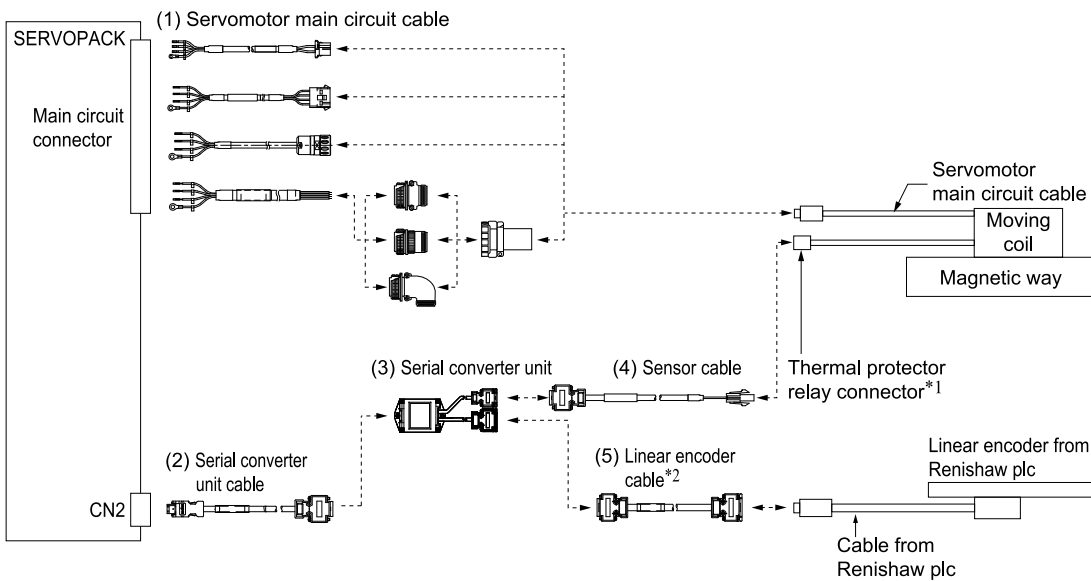 (1) Servomotor main circuit cable
SERVOPACK
Main circuit
connector
Servomotor
main circuit cable
Moving
coil
Magnetic way
(3) Serial converter unit
(4) Sensor cable
Thermal protector
relay connector*1
(2) Serial converter
unit cable
(5) Linear encoder
cable*2
Linear encoder from
Renishaw plc
CN2
Cable from
Renishaw plc